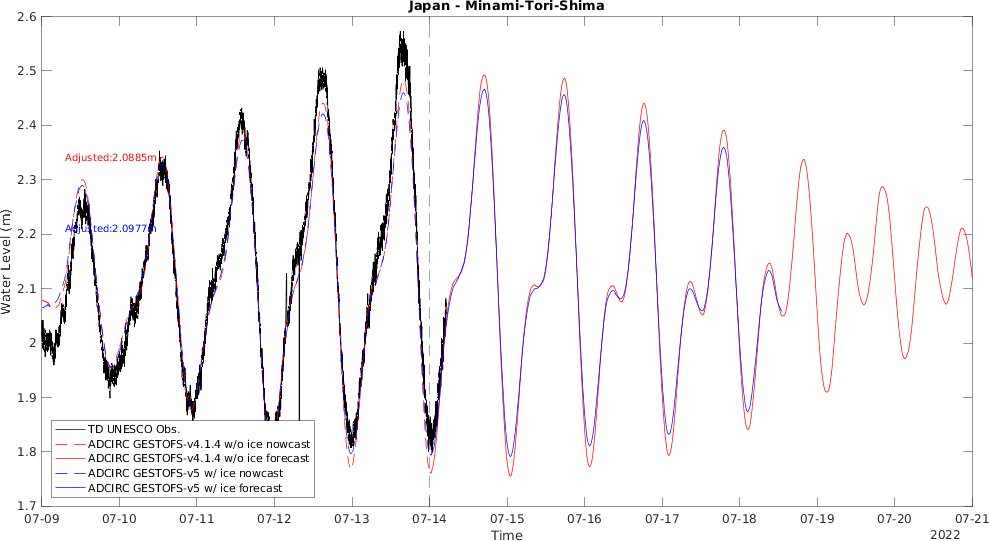 Japan - Minami-Tori-Shima
2.6
2.5
2.4
2.3
2.2
2.1
2
1.9
1.8
1.7
Water Level (m)
Adjusted:2.0885m
Adjusted:2.0977m
TD UNESCO Obs.
ADCIRC GESTOFS-v4.1.4 w/o ice nowcast
ADCIRC GESTOFS-v4.1.4 w/o ice forecast
ADCIRC GESTOFS-v5 w/ ice nowcast
ADCIRC GESTOFS-v5 w/ ice forecast
07-09 07-10 07-11 07-12 07-13 07-14 07-15 07-16 07-17 07-18 07-19 07-20 07-21
Time
2022